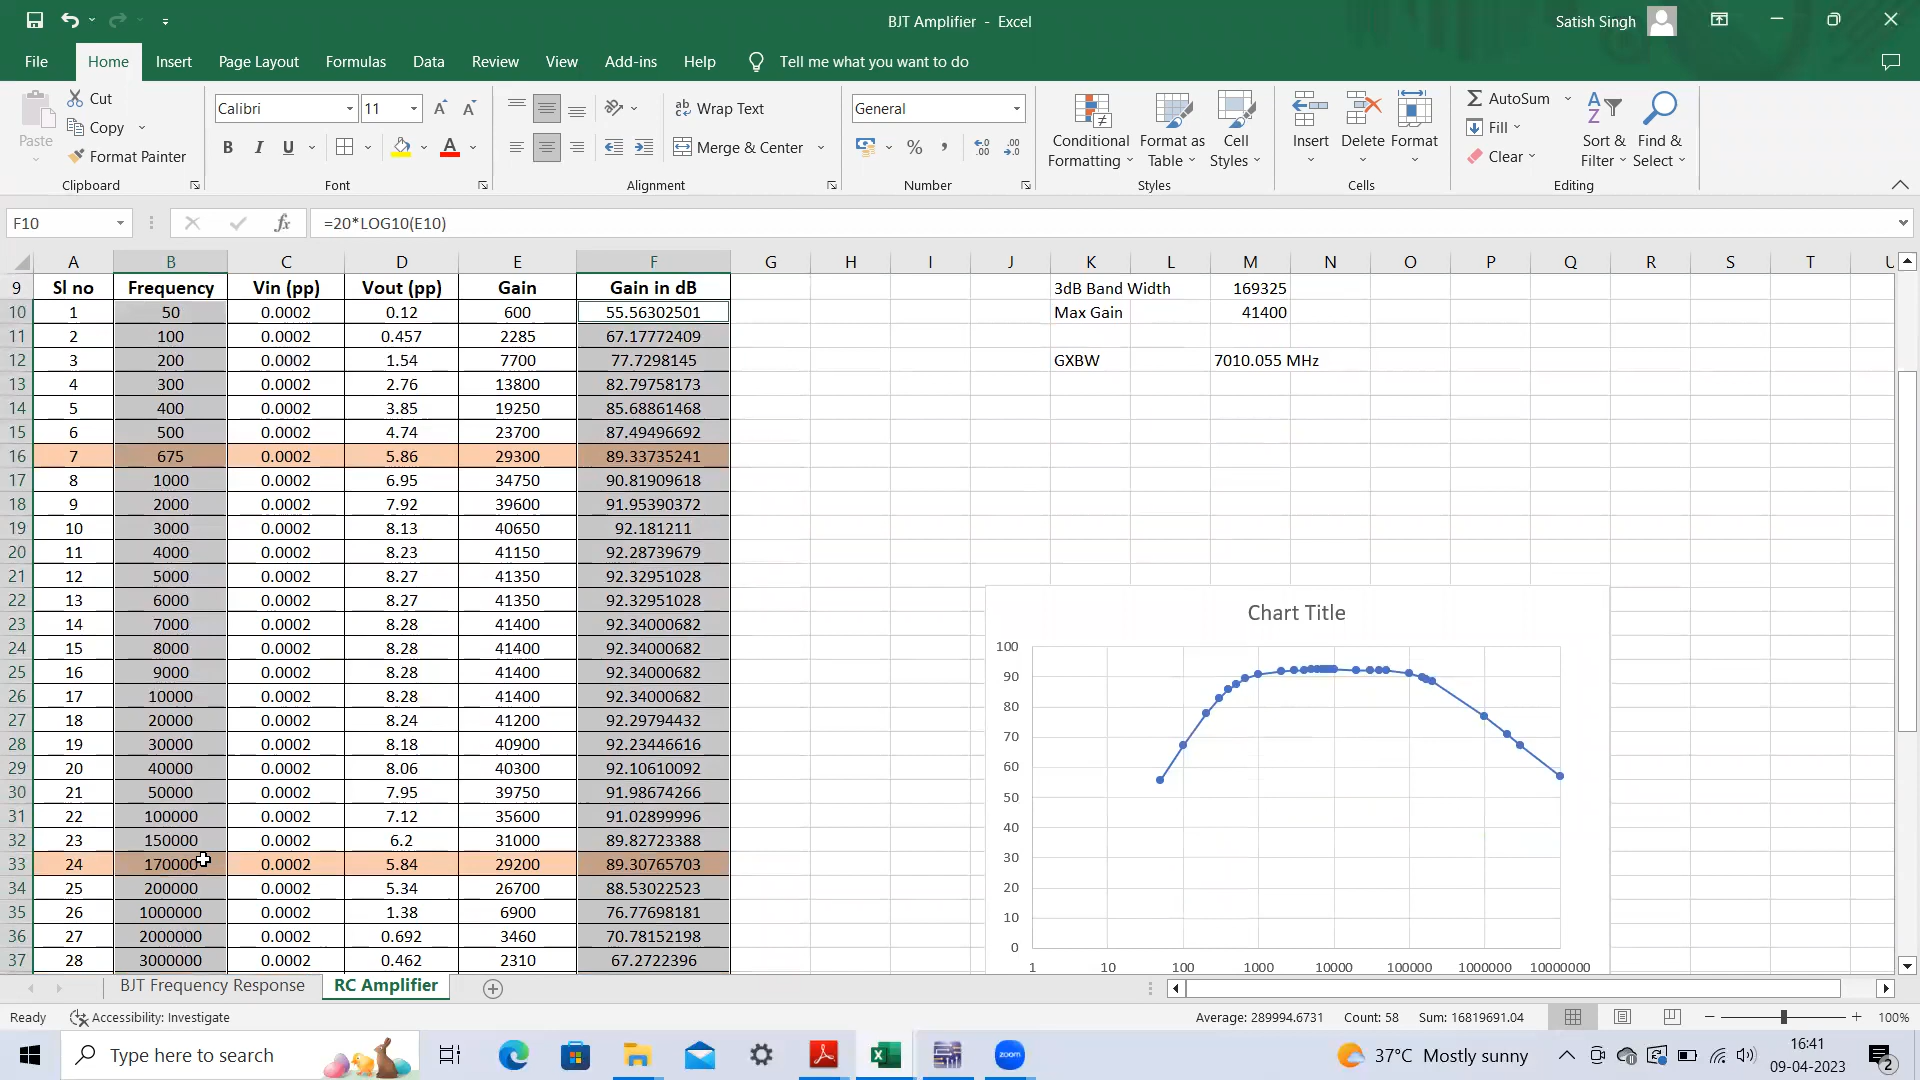 BJT Amplifier - Excel
Satish Singh
File Home Insert Page Layout Formulas Data Review View Add-ins Help Tell me what you want to do
Paste
Cut
Copy
Format Painter
Clipboard
Calibri 11
B I U
Font
Wrap Text
Merge & Center
Alignment
General
Number
Conditional Formatting
Format as Table
Cell Styles
Styles
Insert Delete Format
Cells
AutoSum
Fill
Clear
Sort & Filter
Find & Select
Editing
F10 fx =20*LOG10(E10)
A B C D E F G H I J K L M N O P Q R S T U
9 Sl no Frequency Vin (pp) Vout (pp) Gain Gain in dB 3dB Band Width 169325
10 1 50 0.0002 0.12 600 55.56302501 Max Gain 41400
11 2 100 0.0002 0.457 2285 67.17772409
12 3 200 0.0002 1.54 7700 77.7298145 GXBW 7010.055 MHz
13 4 300 0.0002 2.76 13800 82.79758173
14 5 400 0.0002 3.85 19250 85.68861468
15 6 500 0.0002 4.74 23700 87.49496692
16 7 675 0.0002 5.86 29300 89.33735241
17 8 1000 0.0002 6.95 34750 90.81909618
18 9 2000 0.0002 7.92 39600 91.95390372
19 10 3000 0.0002 8.13 40650 92.181211
20 11 4000 0.0002 8.23 41150 92.28739679
21 12 5000 0.0002 8.27 41350 92.32951028
22 13 6000 0.0002 8.27 41350 92.32951028
23 14 7000 0.0002 8.28 41400 92.34000682
24 15 8000 0.0002 8.28 41400 92.34000682
25 16 9000 0.0002 8.28 41400 92.34000682
26 17 10000 0.0002 8.28 41400 92.34000682
27 18 20000 0.0002 8.24 41200 92.29794432
28 19 30000 0.0002 8.18 40900 92.23446616
29 20 40000 0.0002 8.06 40300 92.10610092
30 21 50000 0.0002 7.95 39750 91.98674266
31 22 100000 0.0002 7.12 35600 91.02899996
32 23 150000 0.0002 6.2 31000 89.82723388
33 24 170000 0.0002 5.84 29200 89.30765703
34 25 200000 0.0002 5.34 26700 88.53022523
35 26 1000000 0.0002 1.38 6900 76.77698181
36 27 2000000 0.0002 0.692 3460 70.78152198
37 28 3000000 0.0002 0.462 2310 67.2722396
Chart Title
100
90
80
70
60
50
40
30
20
10
0
1 10 100 1000 10000 100000 1000000 10000000
BJT Frequency Response RC Amplifier
Ready Accessibility: Investigate Average: 289994.6731 Count: 58 Sum: 16819691.04 100%
Type here to search
zoom
37°C Mostly sunny
16:41
09-04-2023
2